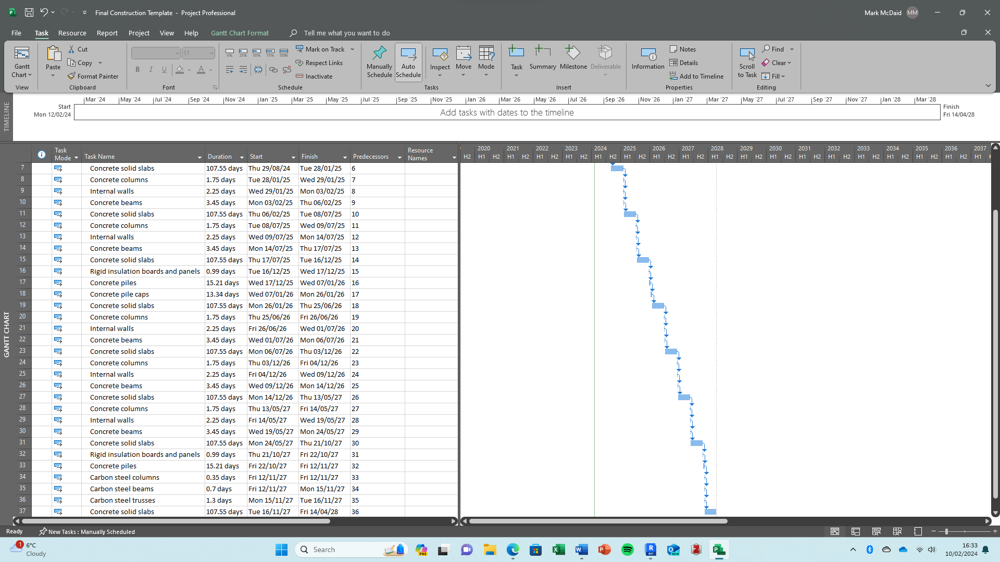 Final Construction Template - Project Professional
Mark McDaid MM
File Task Resource Report Project View Help Gantt Chart Format Tell me what you want to do
Gantt Chart
View
Paste
Cut
Copy
Format Painter
Clipboard
11
B I U A
Font
0% 25% 50% 75% 100%
Mark on Track
Respect Links
Inactivate
Schedule
Manually Schedule
Auto Schedule
Inspect
Move
Mode
Tasks
Task
Summary
Milestone
Deliverable
Insert
Information
Notes
Details
Add to Timeline
Properties
Scroll to Task
Find
Clear
Fill
Editing
TIMELINE
Mar '24 May '24 Jul '24 Sep '24 Nov '24 Jan '25 Mar '25 May '25 Jul '25 Sep '25 Nov '25 Jan '26 Mar '26 May '26 Jul '26 Sep '26 Nov '26 Jan '27 Mar '27 May '27 Jul '27 Sep '27 Nov '27 Jan '28 Mar '28
Start
Mon 12/02/24
Add tasks with dates to the timeline
Finish
Fri 14/04/28
GANTT CHART
Task Mode Task Name Duration Start Finish Predecessors Resource Names
2020 2021 2022 2023 2024 2025 2026 2027 2028 2029 2030 2031 2032 2033 2034 2035 2036 2037
H2 H1 H2 H1 H2 H1 H2 H1 H2 H1 H2 H1 H2 H1 H2 H1 H2 H1 H2 H1 H2 H1 H2 H1 H2 H1 H2 H1 H2 H1 H2 H1 H2 H1 H2 H1
7 Concrete solid slabs 107.55 days Thu 29/08/24 Tue 28/01/25 6
8 Concrete columns 1.75 days Tue 28/01/25 Wed 29/01/25 7
9 Internal walls 2.25 days Wed 29/01/25 Mon 03/02/25 8
10 Concrete beams 3.45 days Mon 03/02/25 Thu 06/02/25 9
11 Concrete solid slabs 107.55 days Thu 06/02/25 Tue 08/07/25 10
12 Concrete columns 1.75 days Tue 08/07/25 Wed 09/07/25 11
13 Internal walls 2.25 days Wed 09/07/25 Mon 14/07/25 12
14 Concrete beams 3.45 days Mon 14/07/25 Thu 17/07/25 13
15 Concrete solid slabs 107.55 days Thu 17/07/25 Tue 16/12/25 14
16 Rigid insulation boards and panels 0.99 days Tue 16/12/25 Wed 17/12/25 15
17 Concrete piles 15.21 days Wed 17/12/25 Wed 07/01/26 16
18 Concrete pile caps 13.34 days Wed 07/01/26 Mon 26/01/26 17
19 Concrete solid slabs 107.55 days Mon 26/01/26 Thu 25/06/26 18
20 Concrete columns 1.75 days Thu 25/06/26 Fri 26/06/26 19
21 Internal walls 2.25 days Fri 26/06/26 Wed 01/07/26 20
22 Concrete beams 3.45 days Wed 01/07/26 Mon 06/07/26 21
23 Concrete solid slabs 107.55 days Mon 06/07/26 Thu 03/12/26 22
24 Concrete columns 1.75 days Thu 03/12/26 Fri 04/12/26 23
25 Internal walls 2.25 days Fri 04/12/26 Wed 09/12/26 24
26 Concrete beams 3.45 days Wed 09/12/26 Mon 14/12/26 25
27 Concrete solid slabs 107.55 days Mon 14/12/26 Thu 13/05/27 26
28 Concrete columns 1.75 days Thu 13/05/27 Fri 14/05/27 27
29 Internal walls 2.25 days Fri 14/05/27 Wed 19/05/27 28
30 Concrete beams 3.45 days Wed 19/05/27 Mon 24/05/27 29
31 Concrete solid slabs 107.55 days Mon 24/05/27 Thu 21/10/27 30
32 Rigid insulation boards and panels 0.99 days Thu 21/10/27 Fri 22/10/27 31
33 Concrete piles 15.21 days Fri 22/10/27 Fri 12/11/27 32
34 Carbon steel columns 0.35 days Fri 12/11/27 Fri 12/11/27 33
35 Carbon steel beams 0.7 days Fri 12/11/27 Mon 15/11/27 34
36 Carbon steel trusses 1.3 days Mon 15/11/27 Tue 16/11/27 35
37 Concrete solid slabs 107.55 days Tue 16/11/27 Fri 14/04/28 36
Ready New Tasks : Manually Scheduled
1 6°C
Cloudy
Search
PRE
NEW
16:33
10/02/2024